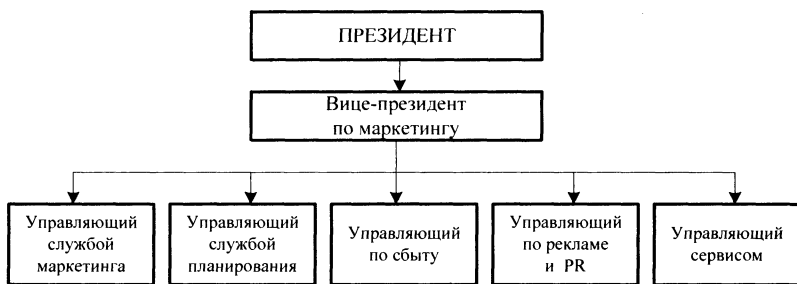 ПРЕЗИДЕНТ
Вице-президент
по маркетингу
Управляющий
службой
маркетинга
Управляющий
службой
планирования
Управляющий
по сбыту
Управляющий
по рекламе
и PR
Управляющий
сервисом